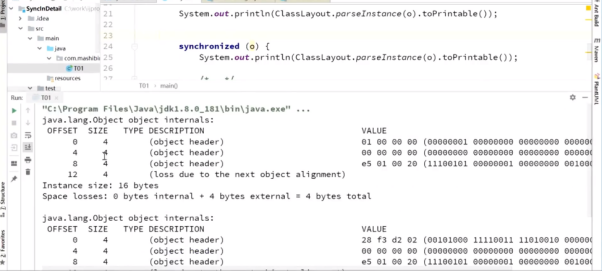 SyncInDetail
.idea
src
main
java
com.mashibi
T01
resources
test
21 System.out.println(ClassLayout.parseInstance(o).toPrintable());
22
23
24 synchronized (o) {
25 System.out.println(ClassLayout.parseInstance(o).toPrintable());
26
27
T01 › main()
Ant Build
Maven
PlantUML
Run: T01
"C:\Program Files\Java\jdk1.8.0_181\bin\java.exe" ...
java.lang.Object object internals:
OFFSET SIZE TYPE DESCRIPTION VALUE
0 4 (object header) 01 00 00 00 (00000001 00000000 00000000 000000
4 4 (object header) 00 00 00 00 (00000000 00000000 00000000 000000
8 4 (object header) e5 01 00 20 (11100101 00000001 00000000 001000
12 4 (loss due to the next object alignment)
Instance size: 16 bytes
Space losses: 0 bytes internal + 4 bytes external = 4 bytes total
java.lang.Object object internals:
OFFSET SIZE TYPE DESCRIPTION VALUE
0 4 (object header) 28 f3 d2 02 (00101000 11110011 11010010 000000
4 4 (object header) 00 00 00 00 (00000000 00000000 00000000 000000
8 4 (object header) e5 01 00 20 (11100101 00000001 00000000 001000
Z: Structure
2: Favorites